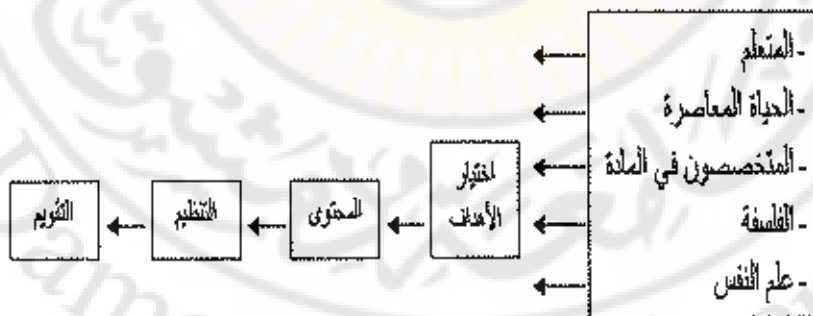 - المتعلم
- الحياة المعاصرة
- المتخصصون في المادة
- الفلسفة
- علم النفس
اختيار
الأهداف
المحتوى
التنظيم
التقويم